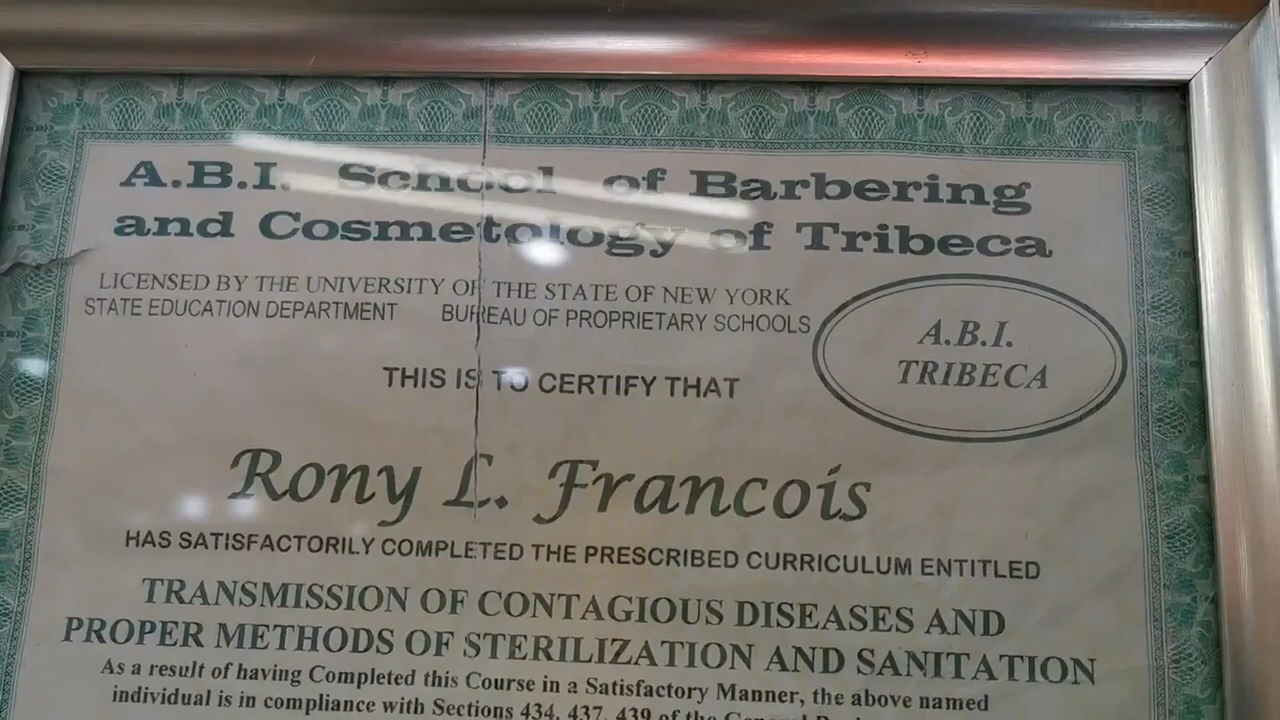 A.B.I. School of Barbering
and Cosmetology of Tribeca
LICENSED BY THE UNIVERSITY OF THE STATE OF NEW YORK
STATE EDUCATION DEPARTMENT BUREAU OF PROPRIETARY SCHOOLS
A.B.I.
TRIBECA
THIS IS TO CERTIFY THAT
Rony L. Francois
HAS SATISFACTORILY COMPLETED THE PRESCRIBED CURRICULUM ENTITLED
TRANSMISSION OF CONTAGIOUS DISEASES AND
PROPER METHODS OF STERILIZATION AND SANITATION
As a result of having Completed this Course in a Satisfactory Manner, the above named
individual is in compliance with Sections 434, 437, 439 of the General